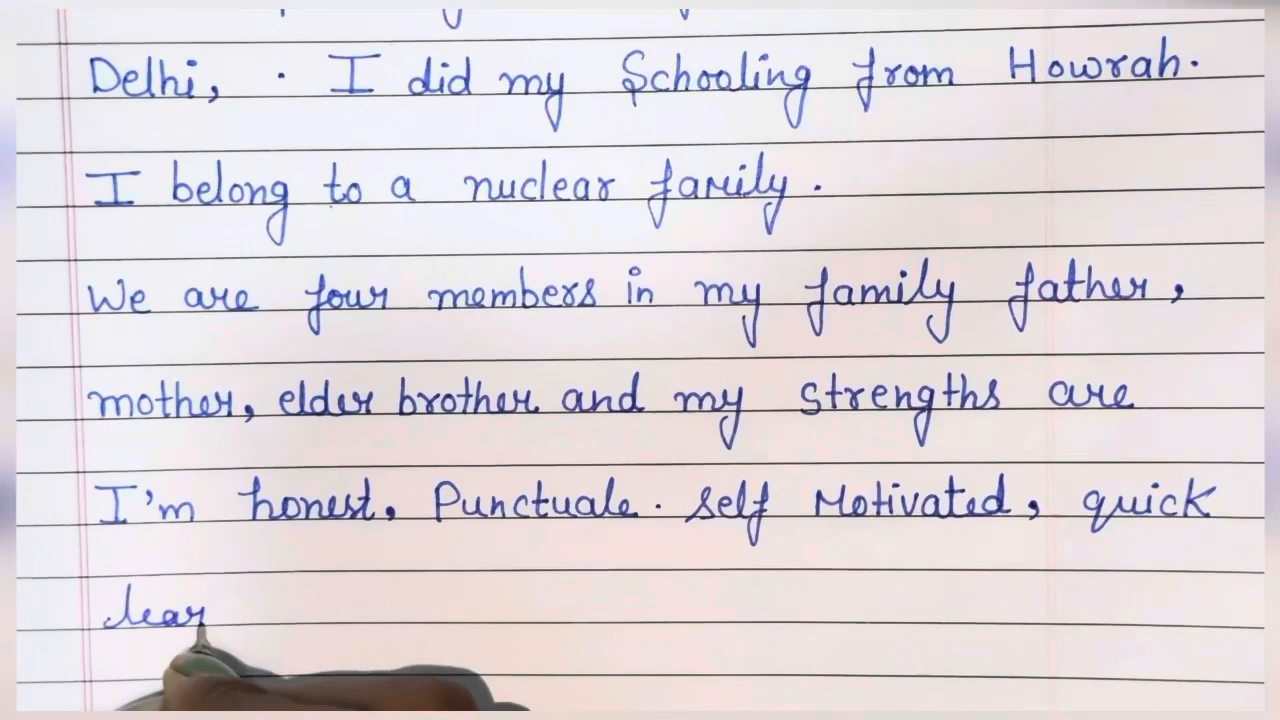 Delhi, . I did my Schooling from Howrah.
I belong to a nuclear family.
We are four members in my family father,
mother, elder brother and my strengths are
I'm honest, Punctuale. Self Motivated, quick
lear